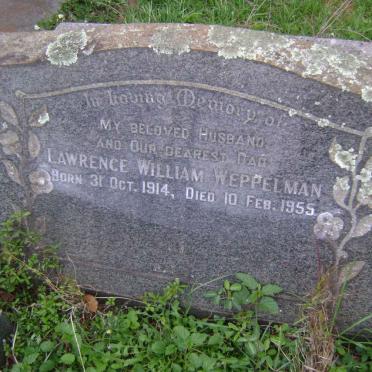 In Loving Memory of
My beloved Husband
and Our dearest Dad
Lawrence William Weppelman
Born 31 Oct. 1914, Died 10 Feb. 1955